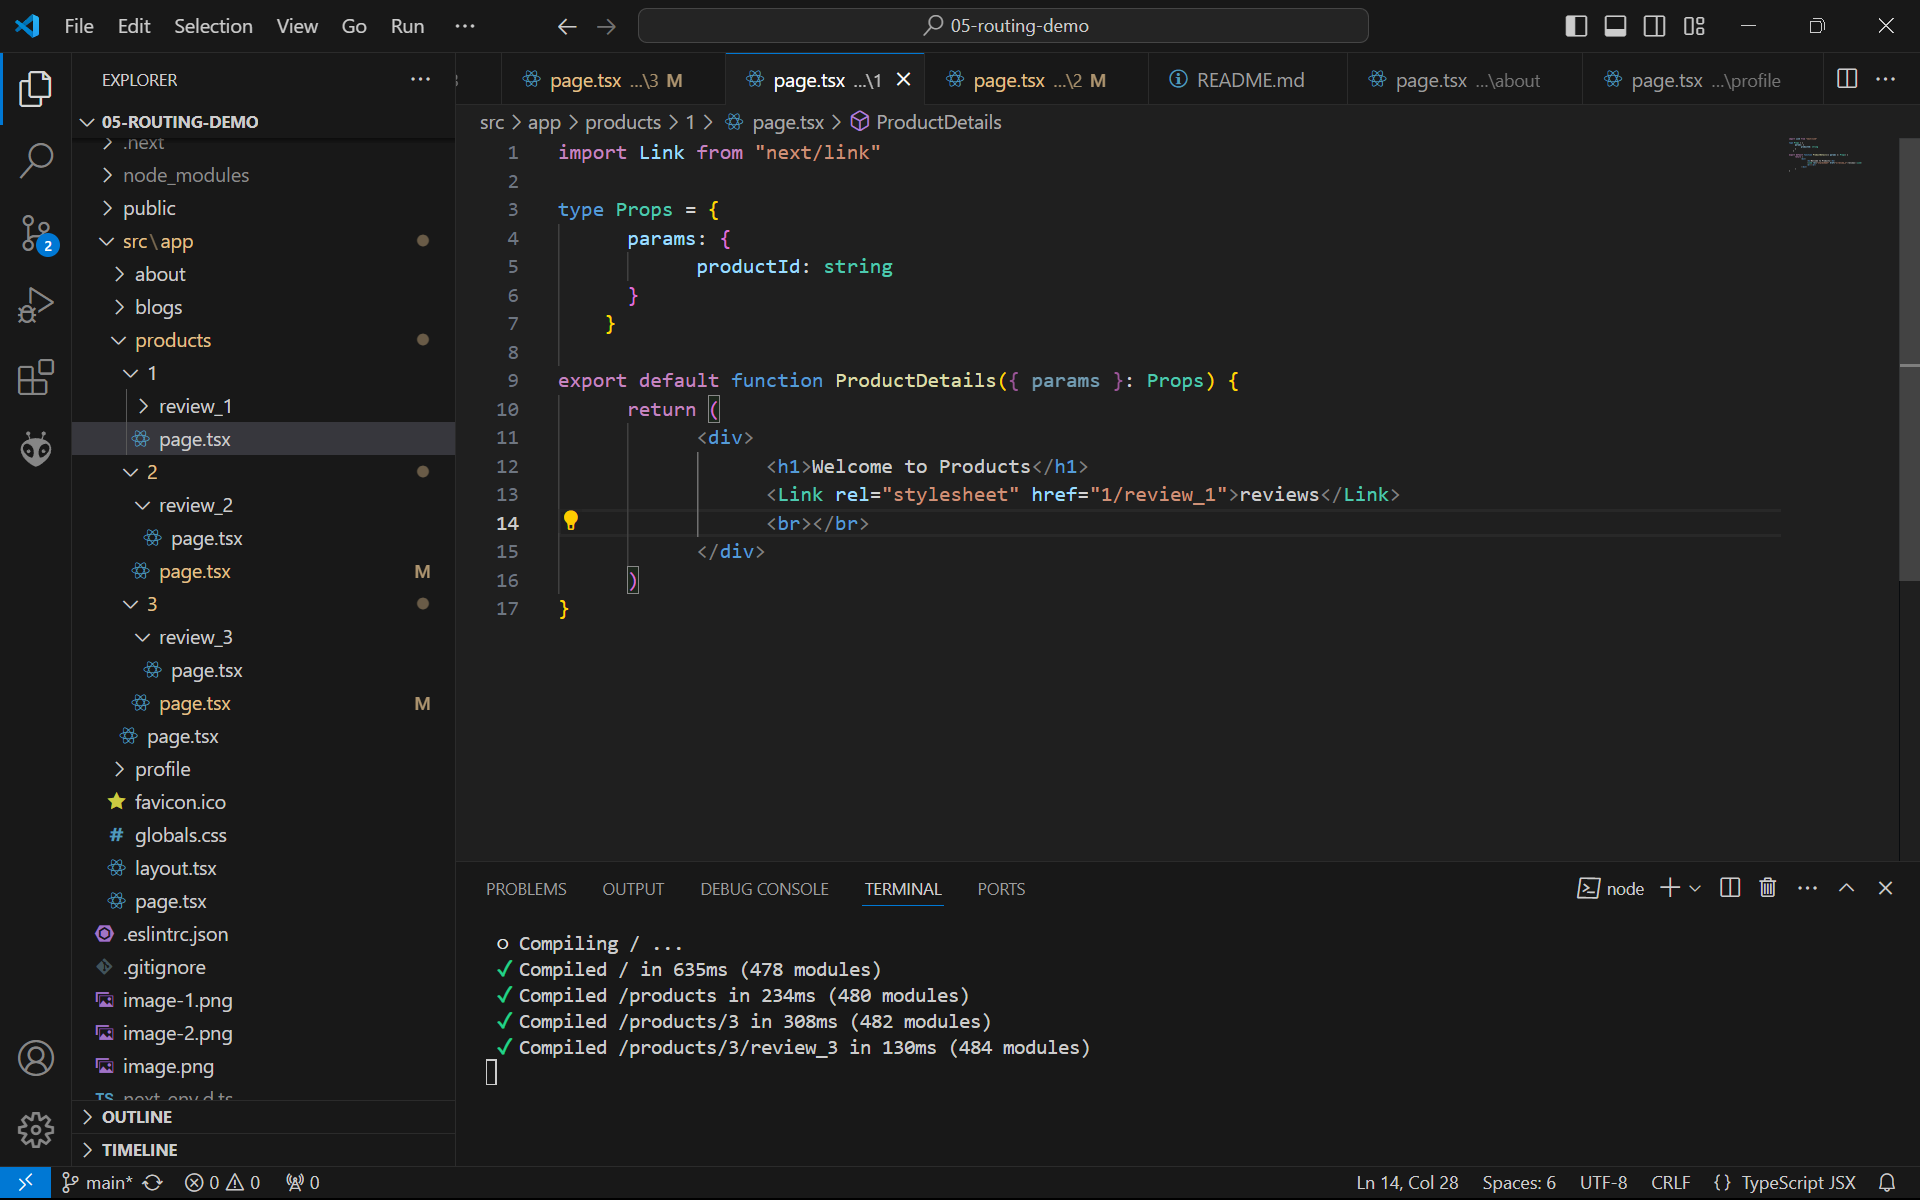 File Edit Selection View Go Run ... 05-routing-demo
EXPLORER
05-ROUTING-DEMO
.next
node_modules
public
src\app
about
blogs
products
1
review_1
page.tsx
2
review_2
page.tsx
page.tsx M
3
review_3
page.tsx
page.tsx M
page.tsx
profile
favicon.ico
globals.css
layout.tsx
page.tsx
.eslintrc.json
.gitignore
image-1.png
image-2.png
image.png
next-env.d.ts
OUTLINE
TIMELINE
page.tsx ...\3 M page.tsx ...\1 page.tsx ...\2 M README.md page.tsx ...\about page.tsx ...\profile
src > app > products > 1 > page.tsx > ProductDetails
1 import Link from "next/link"
2
3 type Props = {
4 params: {
5 productId: string
6 }
7 }
8
9 export default function ProductDetails({ params }: Props) {
10 return (
11 <div>
12 <h1>Welcome to Products</h1>
13 <Link rel="stylesheet" href="1/review_1">reviews</Link>
14 <br></br>
15 </div>
16 )
17 }
PROBLEMS OUTPUT DEBUG CONSOLE TERMINAL PORTS node
○ Compiling / ...
✓ Compiled / in 635ms (478 modules)
✓ Compiled /products in 234ms (480 modules)
✓ Compiled /products/3 in 308ms (482 modules)
✓ Compiled /products/3/review_3 in 130ms (484 modules)
main* 0 0 0 Ln 14, Col 28 Spaces: 6 UTF-8 CRLF {} TypeScript JSX
2